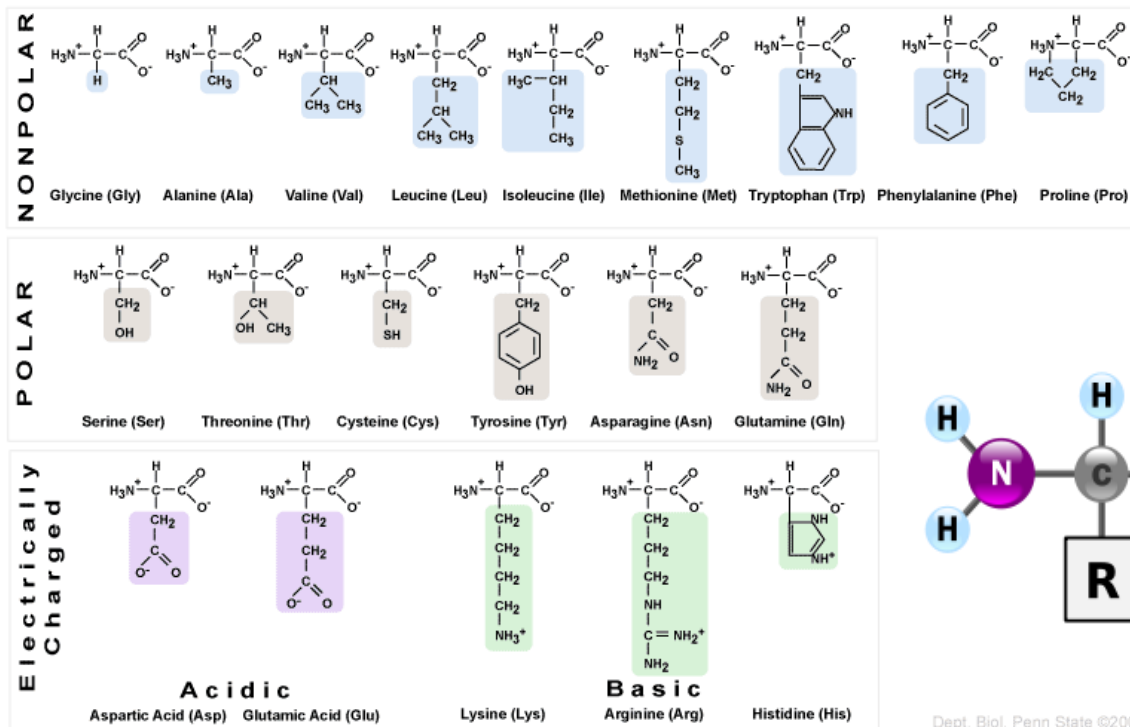 NONPOLAR
Glycine (Gly) Alanine (Ala) Valine (Val) Leucine (Leu) Isoleucine (Ile) Methionine (Met) Tryptophan (Trp) Phenylalanine (Phe) Proline (Pro)
POLAR
Serine (Ser) Threonine (Thr) Cysteine (Cys) Tyrosine (Tyr) Asparagine (Asn) Glutamine (Gln)
Electrically
Charged
Acidic Basic
Aspartic Acid (Asp) Glutamic Acid (Glu) Lysine (Lys) Arginine (Arg) Histidine (His)
H
H
N
C
H
R
Dept. Biol. Penn State ©20